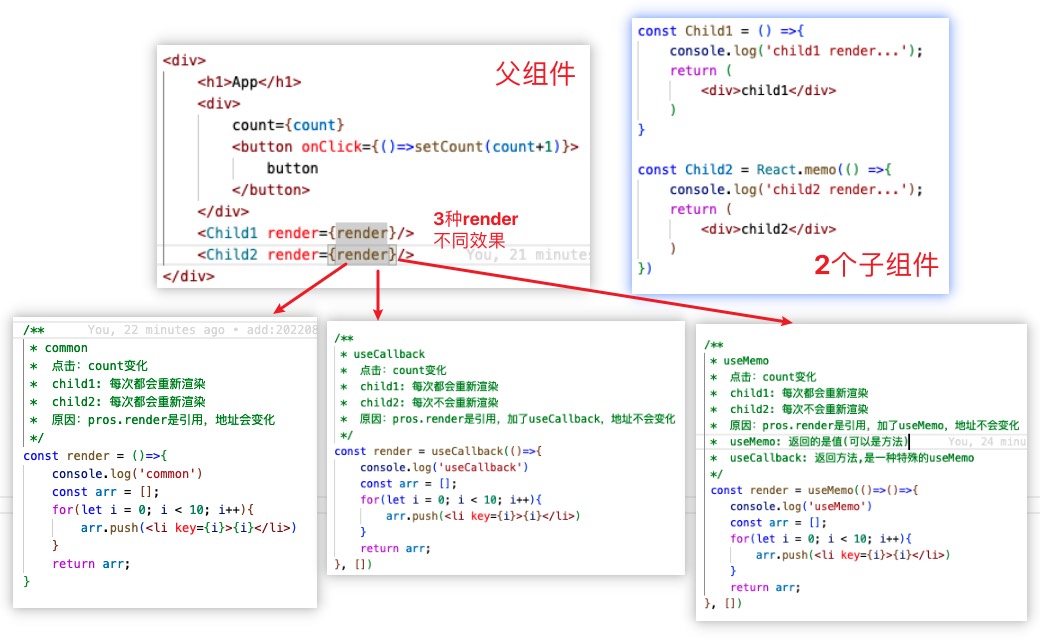 <div>
<h1>App</h1>
<div>
count={count}
<button onClick={()=>setCount(count+1)}>
button
</button>
</div>
<Child1 render={render}/>
<Child2 render={render}/>
</div>
父组件
3种render
不同效果
You, 21 minutes
const Child1 = () =>{
console.log('child1 render...');
return (
<div>child1</div>
)
}
const Child2 = React.memo(() =>{
console.log('child2 render...');
return (
<div>child2</div>
)
})
2个子组件
/** You, 22 minutes ago • add:202208
* common
* 点击: count变化
* child1: 每次都会重新渲染
* child2: 每次都会重新渲染
* 原因: pros.render是引用, 地址会变化
*/
const render = ()=>{
console.log('common')
const arr = [];
for(let i = 0; i < 10; i++){
arr.push(<li key={i}>{i}</li>)
}
return arr;
}
/**
* useCallback
* 点击: count变化
* child1: 每次都会重新渲染
* child2: 每次不会重新渲染
* 原因: pros.render是引用, 加了useCallback, 地址不会变化
*/
const render = useCallback(()=>{
console.log('useCallback')
const arr = [];
for(let i = 0; i < 10; i++){
arr.push(<li key={i}>{i}</li>)
}
return arr;
}, [])
/**
* useMemo
* 点击: count变化
* child1: 每次都会重新渲染
* child2: 每次不会重新渲染
* 原因: pros.render是引用, 加了useMemo, 地址不会变化
* useMemo: 返回的是值(可以是方法) You, 24 minu
* useCallback: 返回方法,是一种特殊的useMemo
*/
const render = useMemo(()=>()=>{
console.log('useMemo')
const arr = [];
for(let i = 0; i < 10; i++){
arr.push(<li key={i}>{i}</li>)
}
return arr;
}, [])